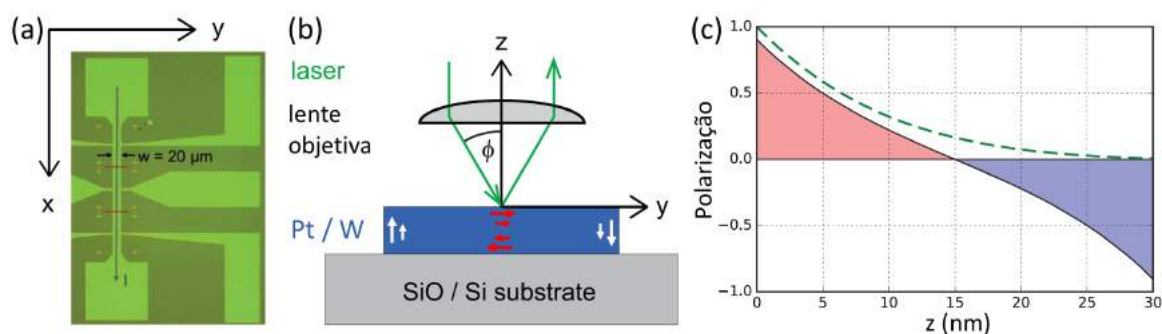 (a)
y
x
w = 20 µm
I
(b)
z
laser
lente
objetiva
ϕ
y
Pt / W
SiO / Si substrate
(c)
Polarização
1.0
0.5
0.0
−0.5
−1.0
0 5 10 15 20 25 30
z (nm)